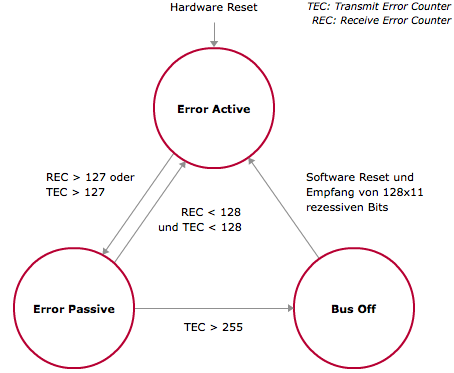 Hardware Reset
TEC: Transmit Error Counter
REC: Receive Error Counter
Error Active
REC > 127 oder
TEC > 127
Software Reset und
Empfang von 128x11
rezessiven Bits
REC < 128
und TEC < 128
Error Passive
Bus Off
TEC > 255